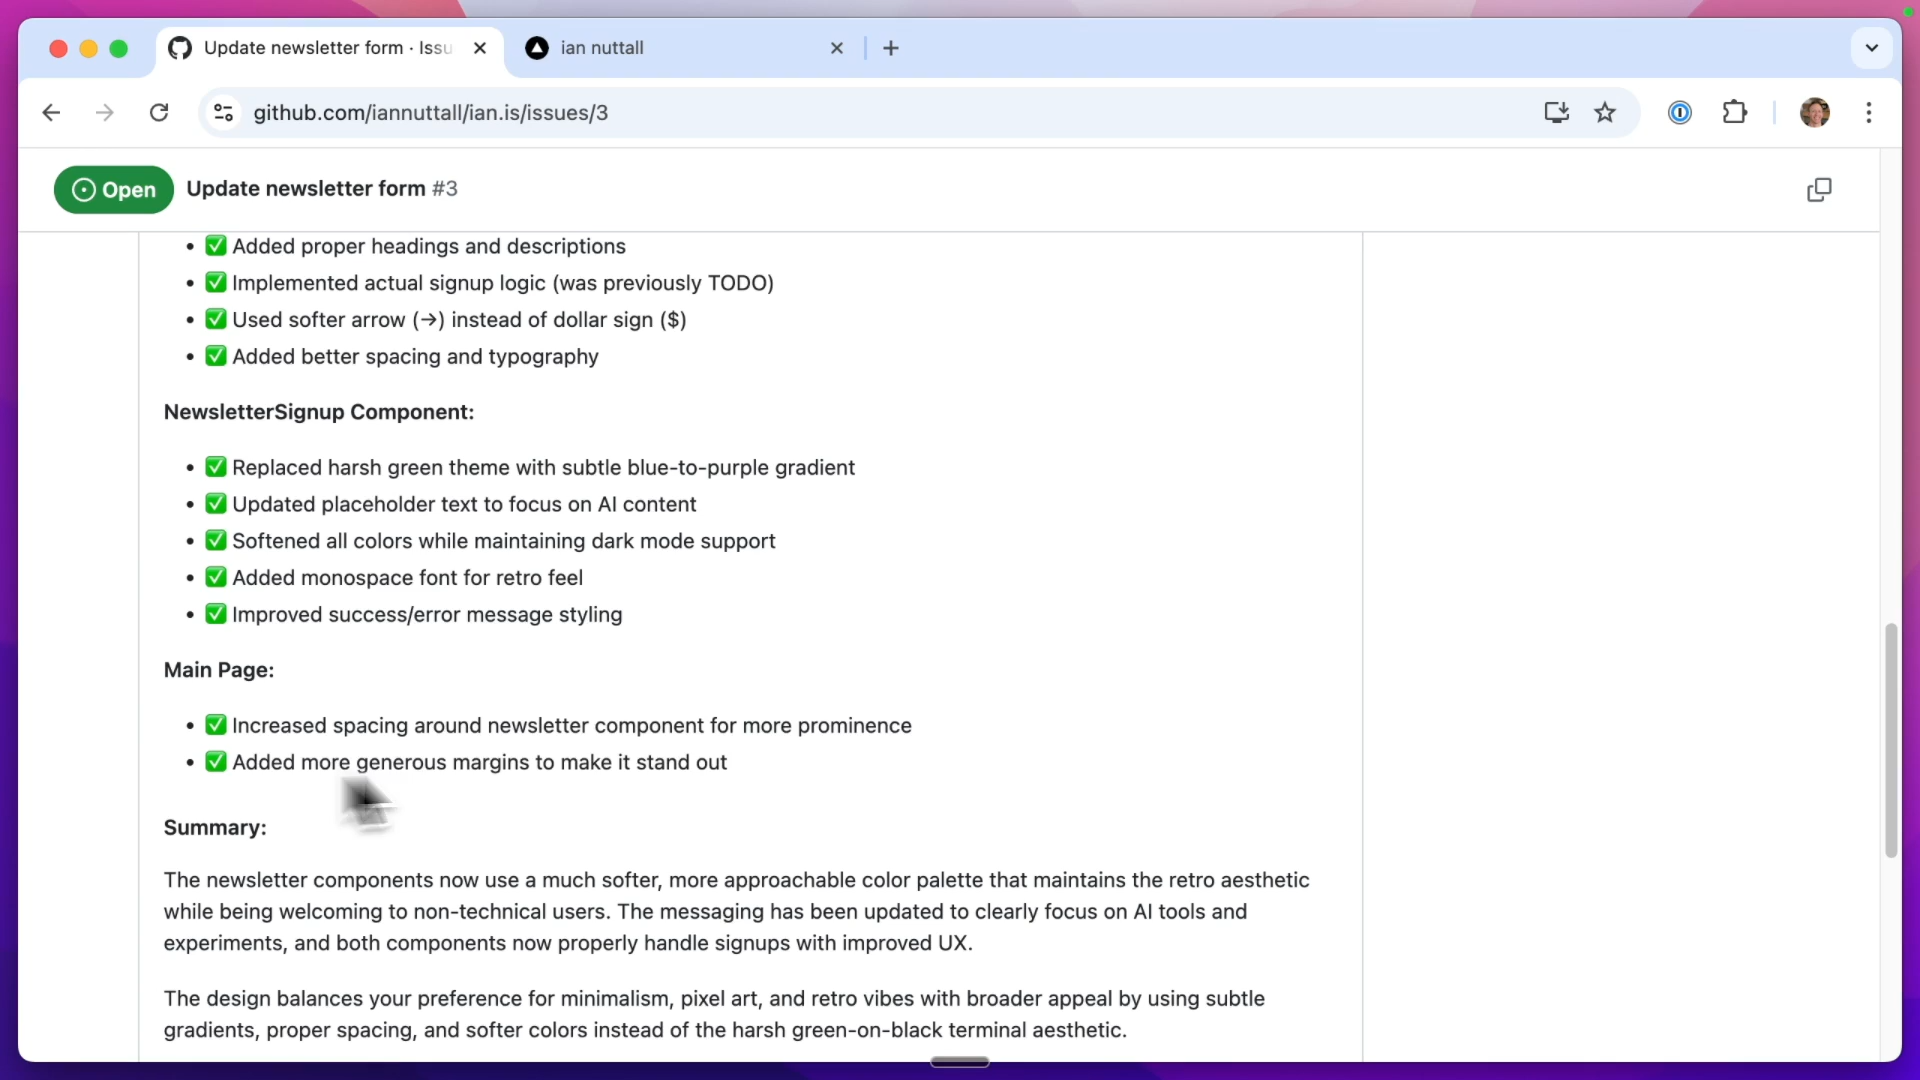 Update newsletter form · Issu
ian nuttall
github.com/iannuttall/ian.is/issues/3
Open
Update newsletter form #3
• ✅ Added proper headings and descriptions
• ✅ Implemented actual signup logic (was previously TODO)
• ✅ Used softer arrow (→) instead of dollar sign ($)
• ✅ Added better spacing and typography
NewsletterSignup Component:
• ✅ Replaced harsh green theme with subtle blue-to-purple gradient
• ✅ Updated placeholder text to focus on AI content
• ✅ Softened all colors while maintaining dark mode support
• ✅ Added monospace font for retro feel
• ✅ Improved success/error message styling
Main Page:
• ✅ Increased spacing around newsletter component for more prominence
• ✅ Added more generous margins to make it stand out
Summary:
The newsletter components now use a much softer, more approachable color palette that maintains the retro aesthetic
while being welcoming to non-technical users. The messaging has been updated to clearly focus on AI tools and
experiments, and both components now properly handle signups with improved UX.
The design balances your preference for minimalism, pixel art, and retro vibes with broader appeal by using subtle
gradients, proper spacing, and softer colors instead of the harsh green-on-black terminal aesthetic.